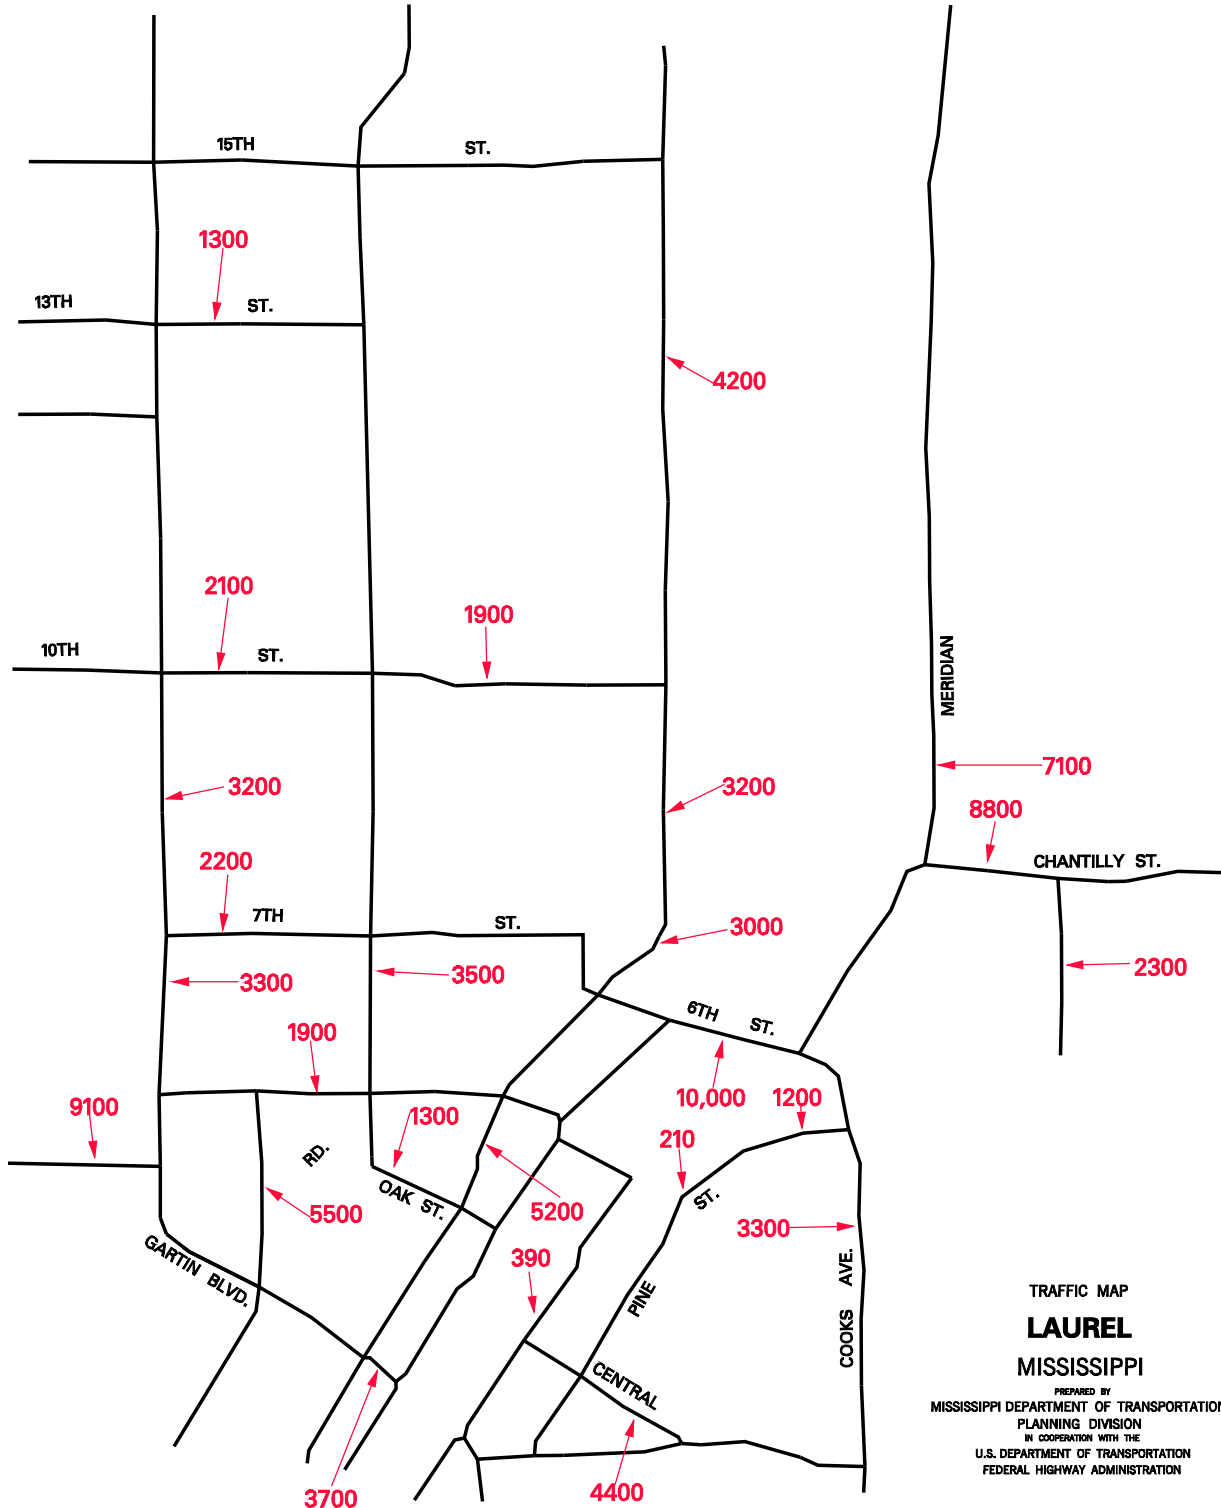 15TH ST.
1300
13TH ST.
4200
2100
1900
10TH ST.
MERIDIAN
3200
3200
7100
8800
2200
CHANTILLY ST.
7TH ST.
3000
3300
3500
2300
6TH ST.
1900
10,000
1200
9100
1300
210
RD.
OAK ST.
5500
5200
ST.
3300
GARTIN BLVD.
390
PINE
COOKS AVE.
CENTRAL
3700
4400
TRAFFIC MAP
LAUREL
MISSISSIPPI
PREPARED BY
MISSISSIPPI DEPARTMENT OF TRANSPORTATION
PLANNING DIVISION
IN COOPERATION WITH THE
U.S. DEPARTMENT OF TRANSPORTATION
FEDERAL HIGHWAY ADMINISTRATION